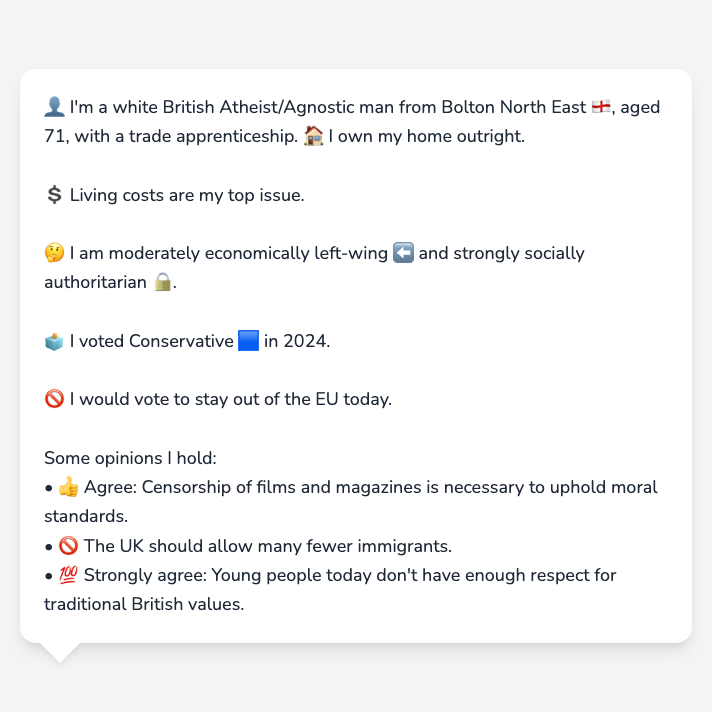 👤 I'm a white British Atheist/Agnostic man from Bolton North East 🏴󠁧󠁢󠁥󠁮󠁧󠁿, aged
71, with a trade apprenticeship. 🏠 I own my home outright.
💲 Living costs are my top issue.
🤔 I am moderately economically left-wing ⬅️ and strongly socially
authoritarian 🔒.
🗳️ I voted Conservative 🟦 in 2024.
🚫 I would vote to stay out of the EU today.
Some opinions I hold:
• 👍 Agree: Censorship of films and magazines is necessary to uphold moral
standards.
• 🚫 The UK should allow many fewer immigrants.
• 💯 Strongly agree: Young people today don't have enough respect for
traditional British values.